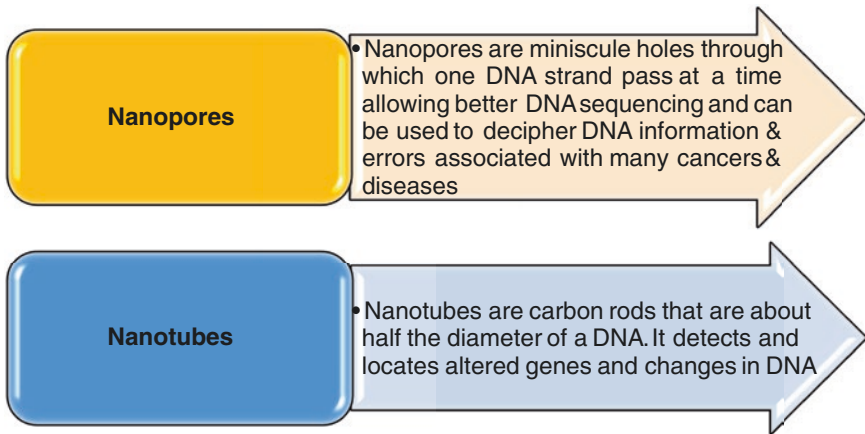 Nanopores
• Nanopores are miniscule holes through
which one DNA strand pass at a time
allowing better DNA sequencing and can
be used to decipher DNA information &
errors associated with many cancers &
diseases
Nanotubes
• Nanotubes are carbon rods that are about
half the diameter of a DNA. It detects and
locates altered genes and changes in DNA